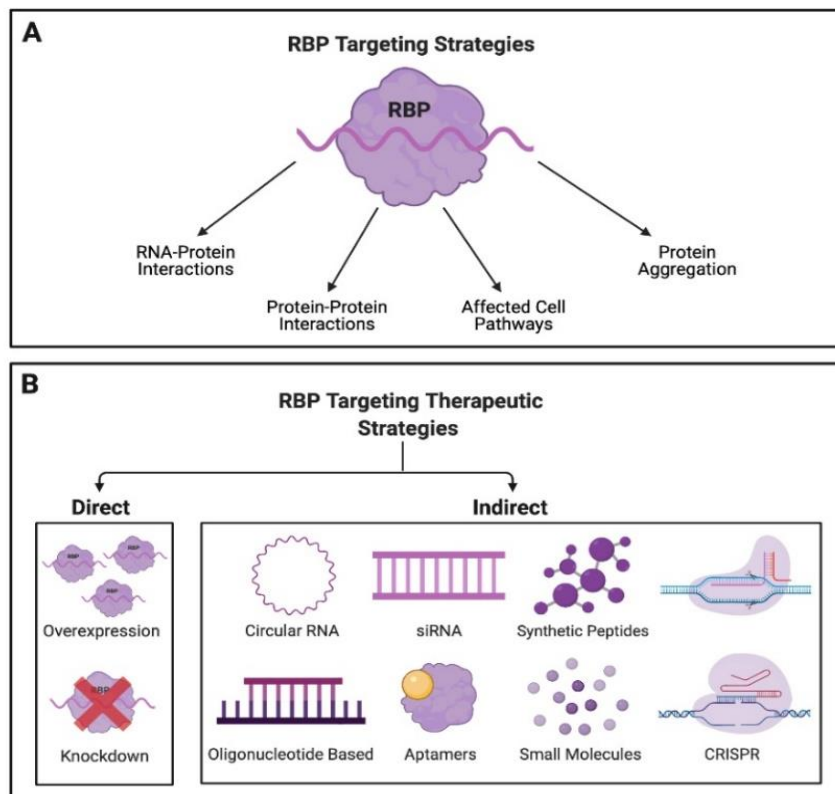 A
RBP Targeting Strategies
RBP
RNA-Protein
Interactions
Protein-Protein
Interactions
Affected Cell
Pathways
Protein
Aggregation
B
RBP Targeting Therapeutic
Strategies
Direct
Indirect
RBP
RBP
RBP
Overexpression
Circular RNA
siRNA
Synthetic Peptides
RBP
Knockdown
Oligonucleotide Based
Aptamers
Small Molecules
CRISPR